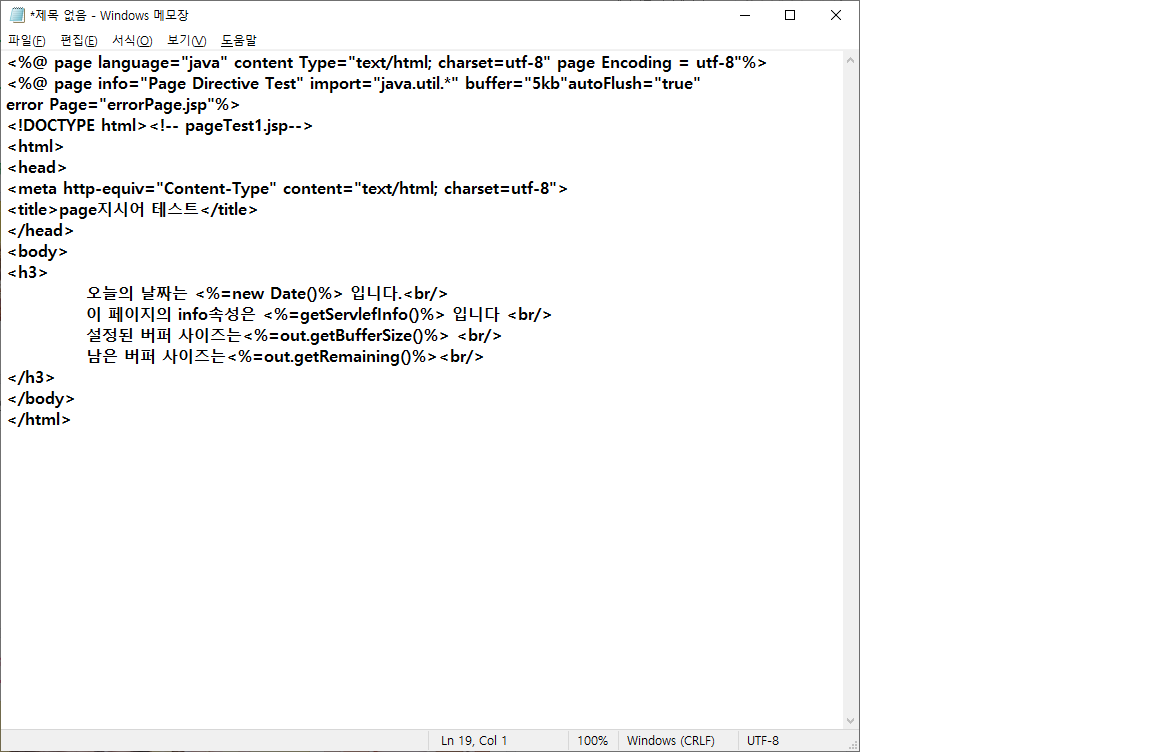 *제목 없음 - Windows 메모장
파일(F) 편집(E) 서식(O) 보기(V) 도움말
<%@ page language="java" content Type="text/html; charset=utf-8" page Encoding = utf-8"%>
<%@ page info="Page Directive Test" import="java.util.*" buffer="5kb"autoFlush="true"
error Page="errorPage.jsp"%>
<!DOCTYPE html><!-- pageTest1.jsp-->
<html>
<head>
<meta http-equiv="Content-Type" content="text/html; charset=utf-8">
<title>page지시어 테스트</title>
</head>
<body>
<h3>
오늘의 날짜는 <%=new Date()%> 입니다.<br/>
이 페이지의 info속성은 <%=getServlefInfo()%> 입니다 <br/>
설정된 버퍼 사이즈는<%=out.getBufferSize()%> <br/>
남은 버퍼 사이즈는<%=out.getRemaining()%><br/>
</h3>
</body>
</html>
Ln 19, Col 1 100% Windows (CRLF) UTF-8